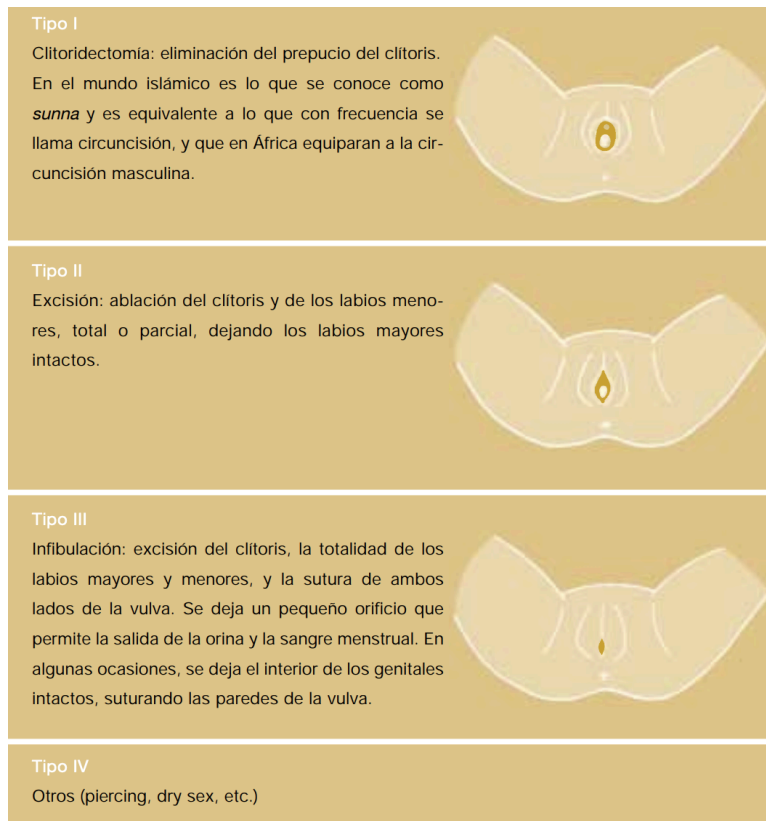 Tipo I
Clitoridectomía: eliminación del prepucio del clítoris.
En el mundo islámico es lo que se conoce como
sunna y es equivalente a lo que con frecuencia se
llama circuncisión, y que en África equiparan a la cir-
cuncisión masculina.
Tipo II
Excisión: ablación del clítoris y de los labios meno-
res, total o parcial, dejando los labios mayores
intactos.
Tipo III
Infibulación: excisión del clítoris, la totalidad de los
labios mayores y menores, y la sutura de ambos
lados de la vulva. Se deja un pequeño orificio que
permite la salida de la orina y la sangre menstrual. En
algunas ocasiones, se deja el interior de los genitales
intactos, suturando las paredes de la vulva.
Tipo IV
Otros (piercing, dry sex, etc.)